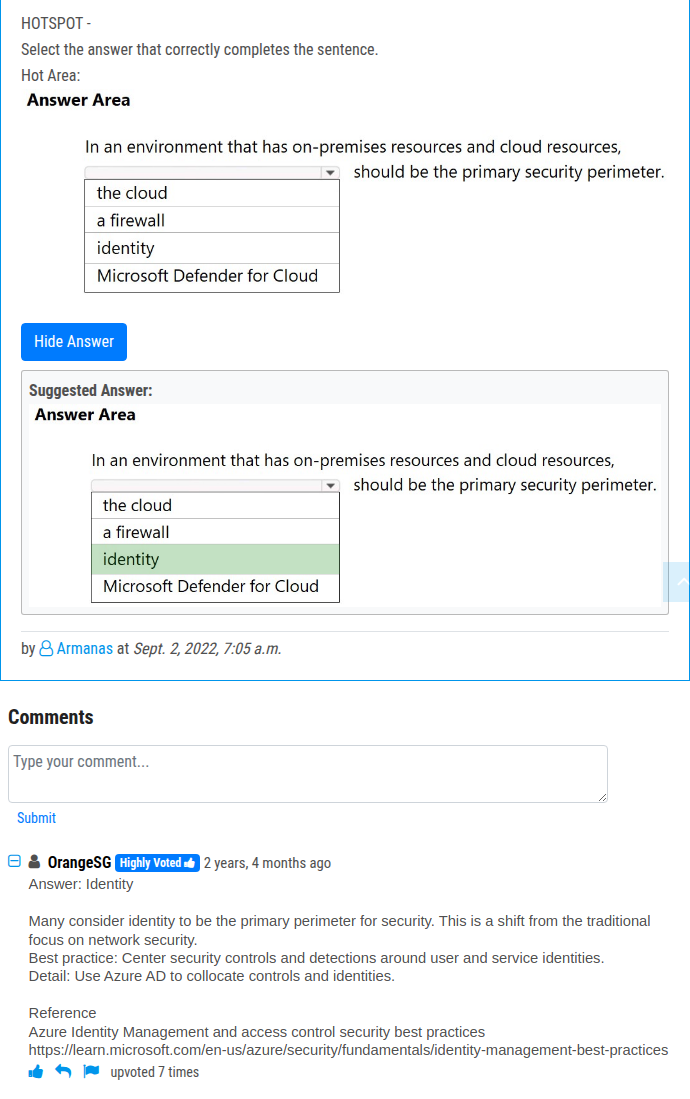 HOTSPOT -
Select the answer that correctly completes the sentence.
Hot Area:
Answer Area
In an environment that has on-premises resources and cloud resources,
should be the primary security perimeter.
the cloud
a firewall
identity
Microsoft Defender for Cloud
Hide Answer
Suggested Answer:
Answer Area
In an environment that has on-premises resources and cloud resources,
should be the primary security perimeter.
the cloud
a firewall
identity
Microsoft Defender for Cloud
by Armanas at Sept. 2, 2022, 7:05 a.m.
Comments
Type your comment...
Submit
OrangeSG Highly Voted 2 years, 4 months ago
Answer: Identity
Many consider identity to be the primary perimeter for security. This is a shift from the traditional
focus on network security.
Best practice: Center security controls and detections around user and service identities.
Detail: Use Azure AD to collocate controls and identities.
Reference
Azure Identity Management and access control security best practices
https://learn.microsoft.com/en-us/azure/security/fundamentals/identity-management-best-practices
upvoted 7 times